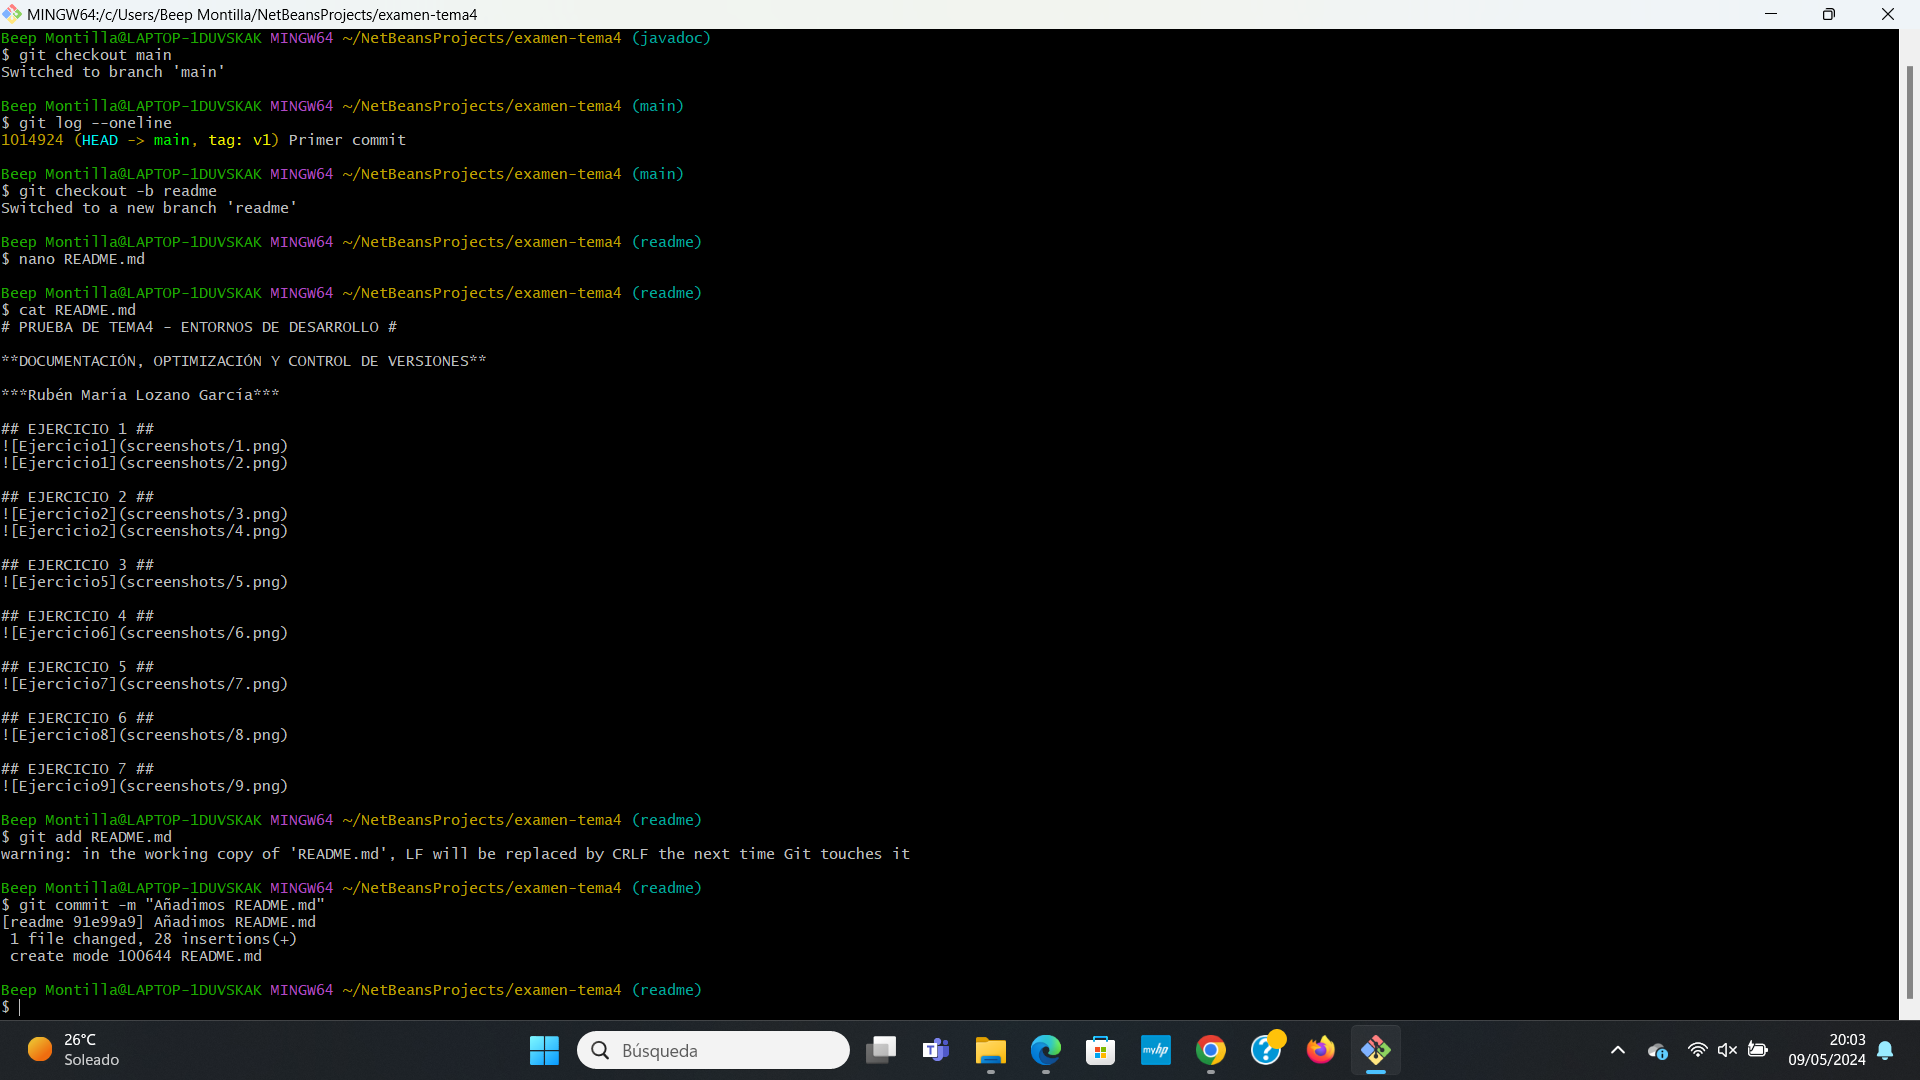 MINGW64:/c/Users/Beep Montilla/NetBeansProjects/examen-tema4
Beep Montilla@LAPTOP-1DUVSKAK MINGW64 ~/NetBeansProjects/examen-tema4 (javadoc)
$ git checkout main
Switched to branch 'main'
Beep Montilla@LAPTOP-1DUVSKAK MINGW64 ~/NetBeansProjects/examen-tema4 (main)
$ git log --oneline
1014924 (HEAD -> main, tag: v1) Primer commit
Beep Montilla@LAPTOP-1DUVSKAK MINGW64 ~/NetBeansProjects/examen-tema4 (main)
$ git checkout -b readme
Switched to a new branch 'readme'
Beep Montilla@LAPTOP-1DUVSKAK MINGW64 ~/NetBeansProjects/examen-tema4 (readme)
$ nano README.md
Beep Montilla@LAPTOP-1DUVSKAK MINGW64 ~/NetBeansProjects/examen-tema4 (readme)
$ cat README.md
# PRUEBA DE TEMA4 - ENTORNOS DE DESARROLLO #
**DOCUMENTACIÓN, OPTIMIZACIÓN Y CONTROL DE VERSIONES**
***Rubén María Lozano García***
## EJERCICIO 1 ##
![Ejercicio1](screenshots/1.png)
![Ejercicio1](screenshots/2.png)
## EJERCICIO 2 ##
![Ejercicio2](screenshots/3.png)
![Ejercicio2](screenshots/4.png)
## EJERCICIO 3 ##
![Ejercicio5](screenshots/5.png)
## EJERCICIO 4 ##
![Ejercicio6](screenshots/6.png)
## EJERCICIO 5 ##
![Ejercicio7](screenshots/7.png)
## EJERCICIO 6 ##
![Ejercicio8](screenshots/8.png)
## EJERCICIO 7 ##
![Ejercicio9](screenshots/9.png)
Beep Montilla@LAPTOP-1DUVSKAK MINGW64 ~/NetBeansProjects/examen-tema4 (readme)
$ git add README.md
warning: in the working copy of 'README.md', LF will be replaced by CRLF the next time Git touches it
Beep Montilla@LAPTOP-1DUVSKAK MINGW64 ~/NetBeansProjects/examen-tema4 (readme)
$ git commit -m "Añadimos README.md"
[readme 91e99a9] Añadimos README.md
1 file changed, 28 insertions(+)
create mode 100644 README.md
Beep Montilla@LAPTOP-1DUVSKAK MINGW64 ~/NetBeansProjects/examen-tema4 (readme)
$
26°C
Soleado
Búsqueda
myhp
20:03
09/05/2024